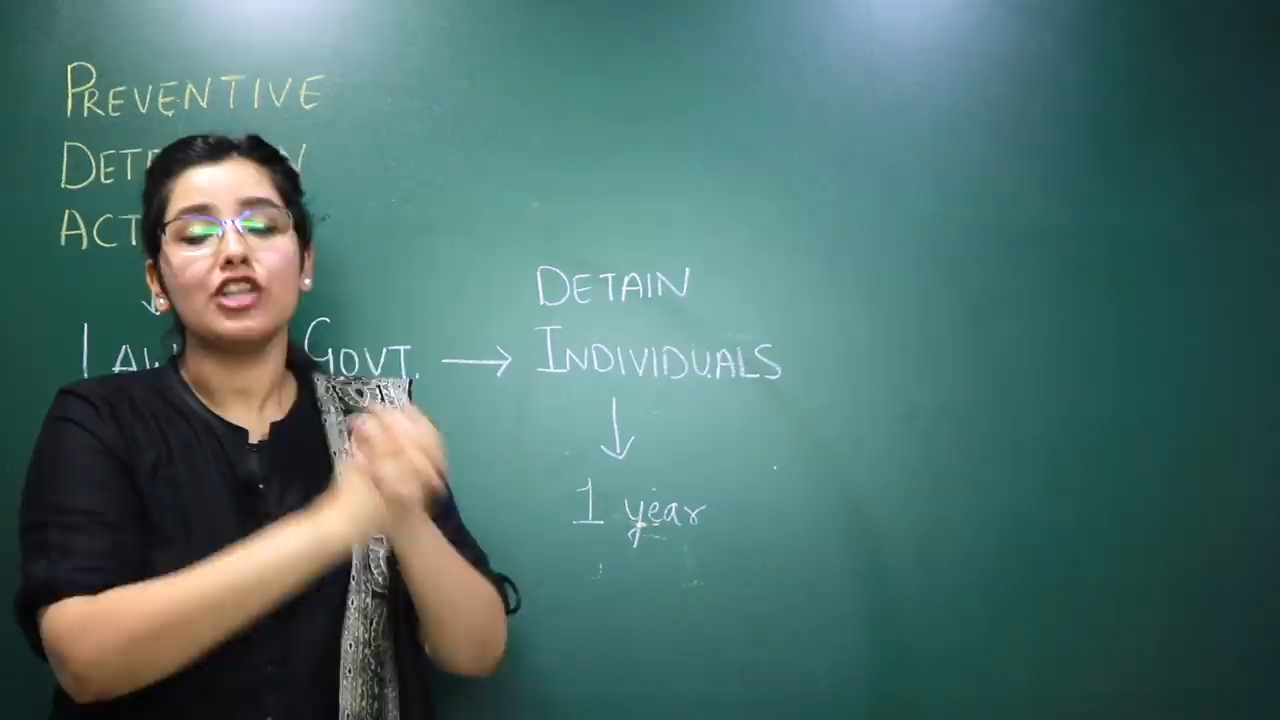 PREVENTIVE
ACT
GOVT. → DETAIN
INDIVIDUALS
↓
1 year